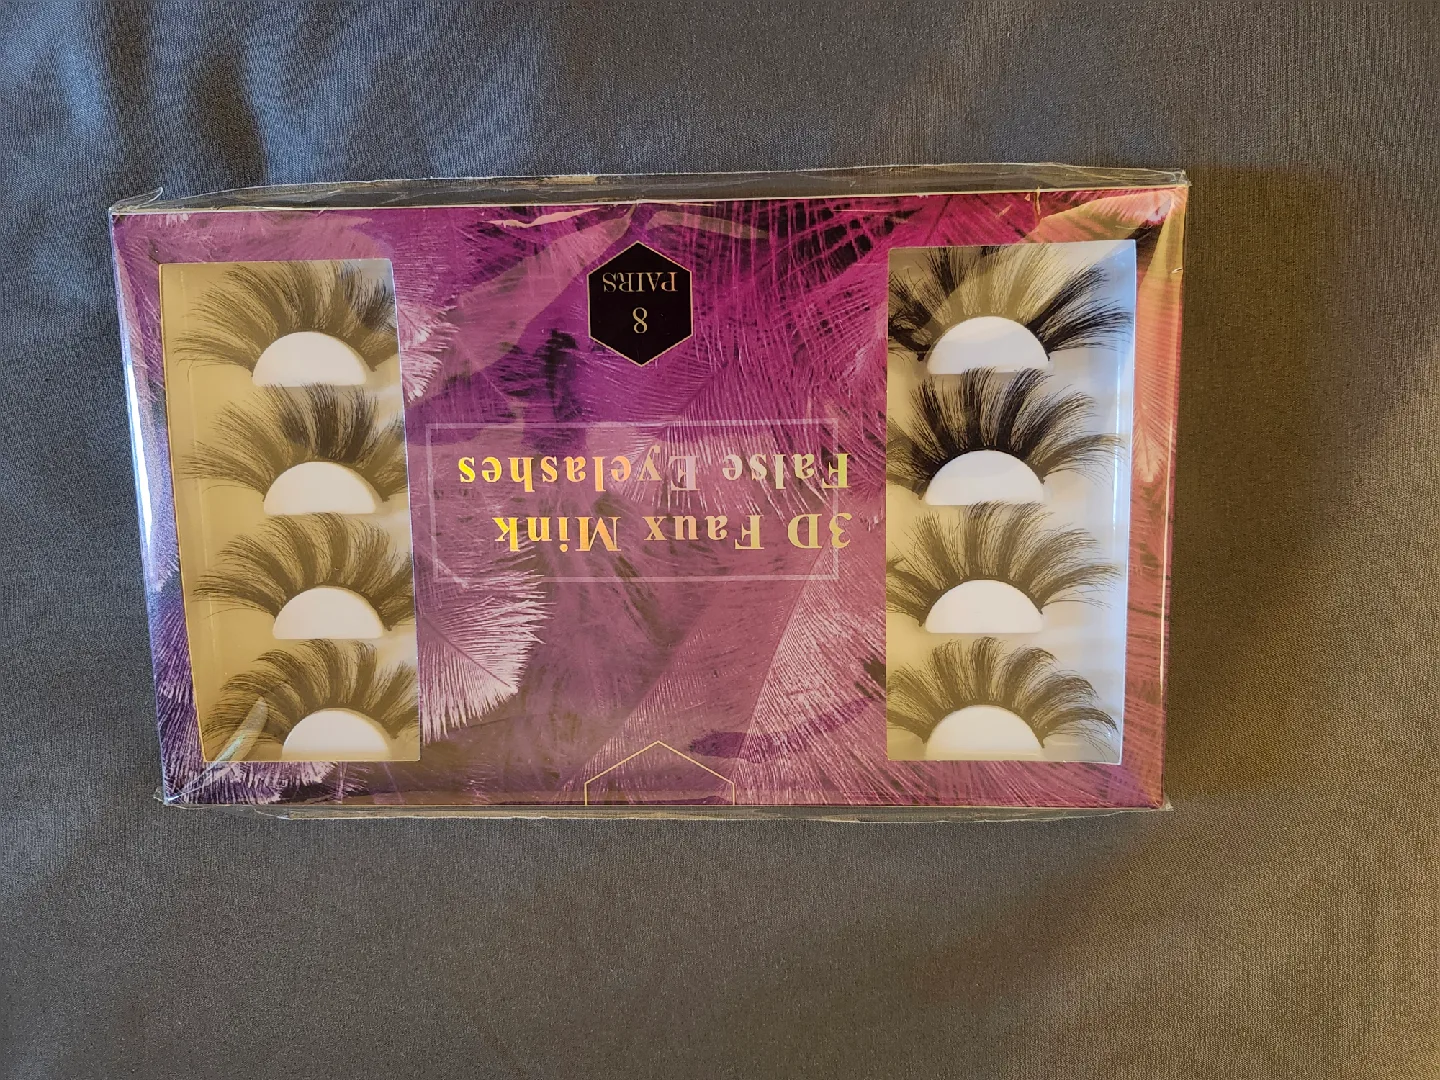 3D Faux Mink
False Eyelashes
8
PAIRS